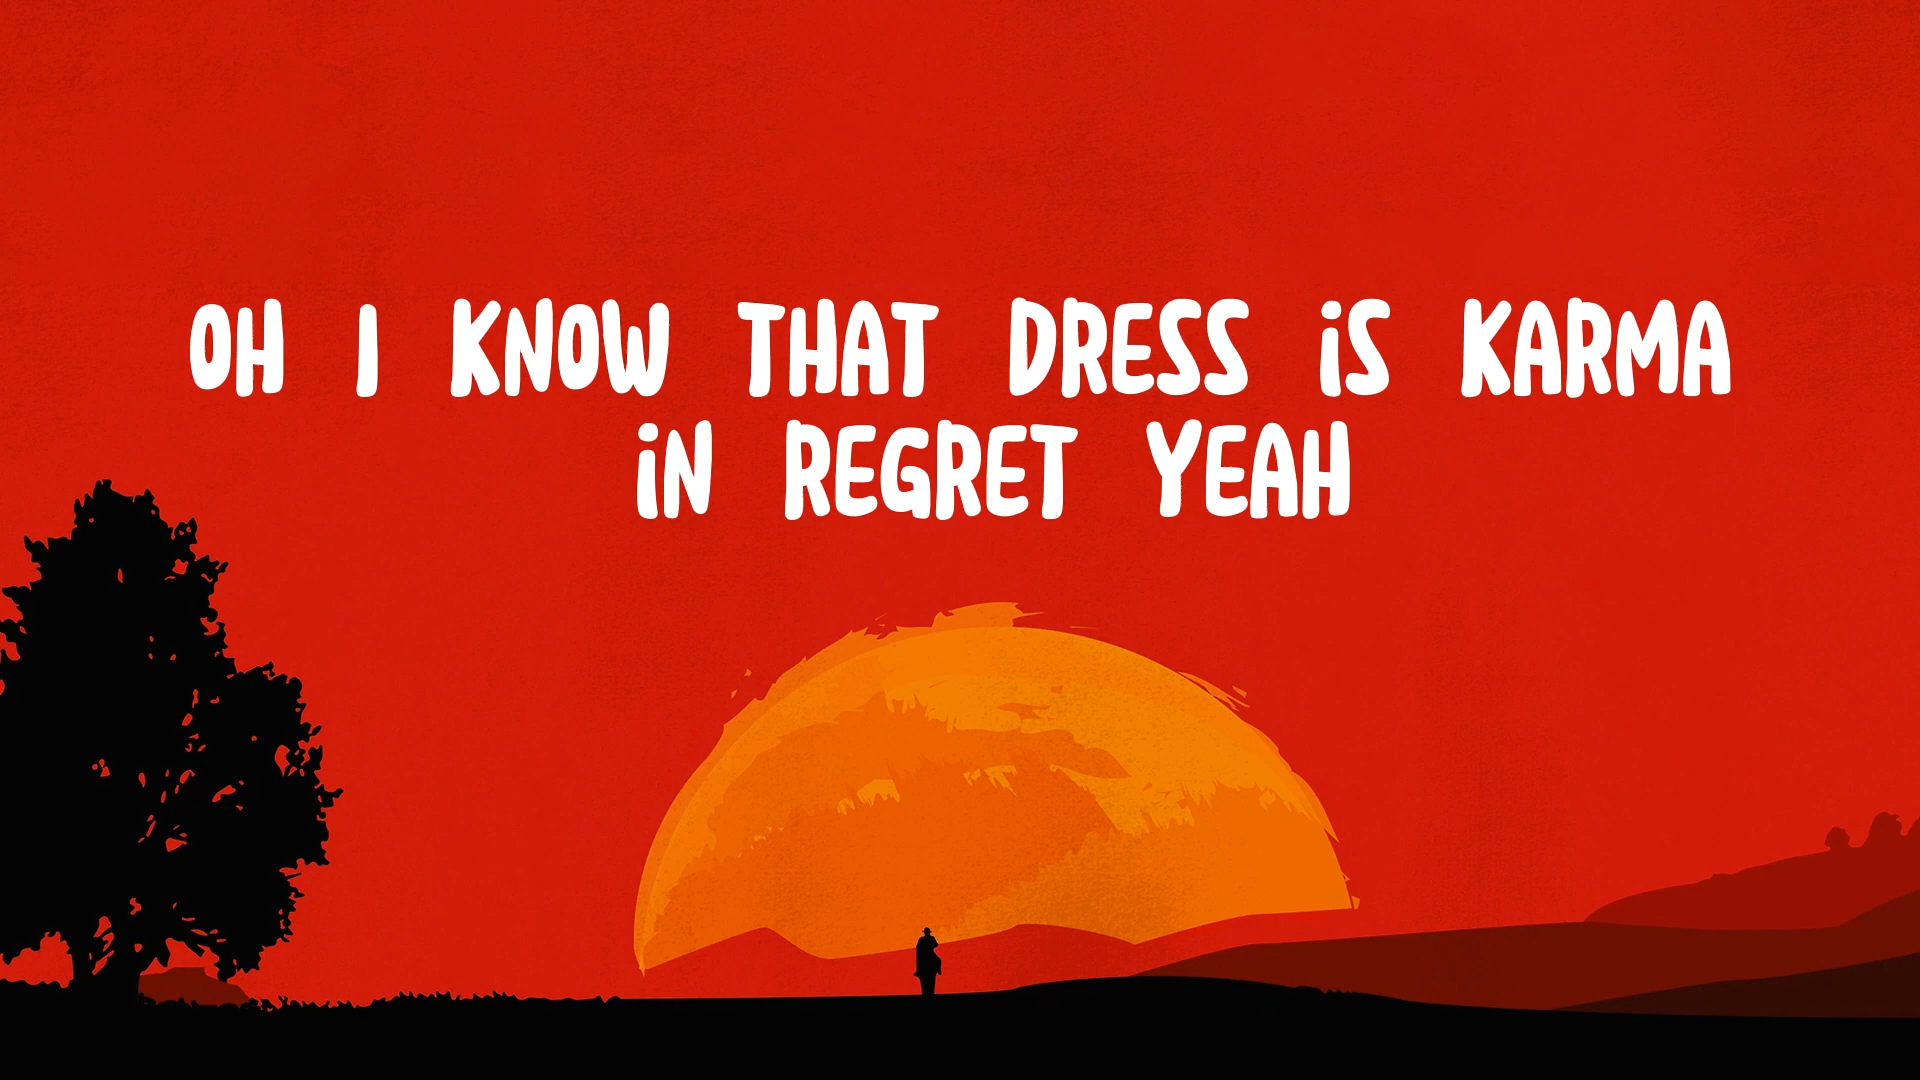 OH I KNOW THAT DRESS iS KARMA
iN REGRET YEAH